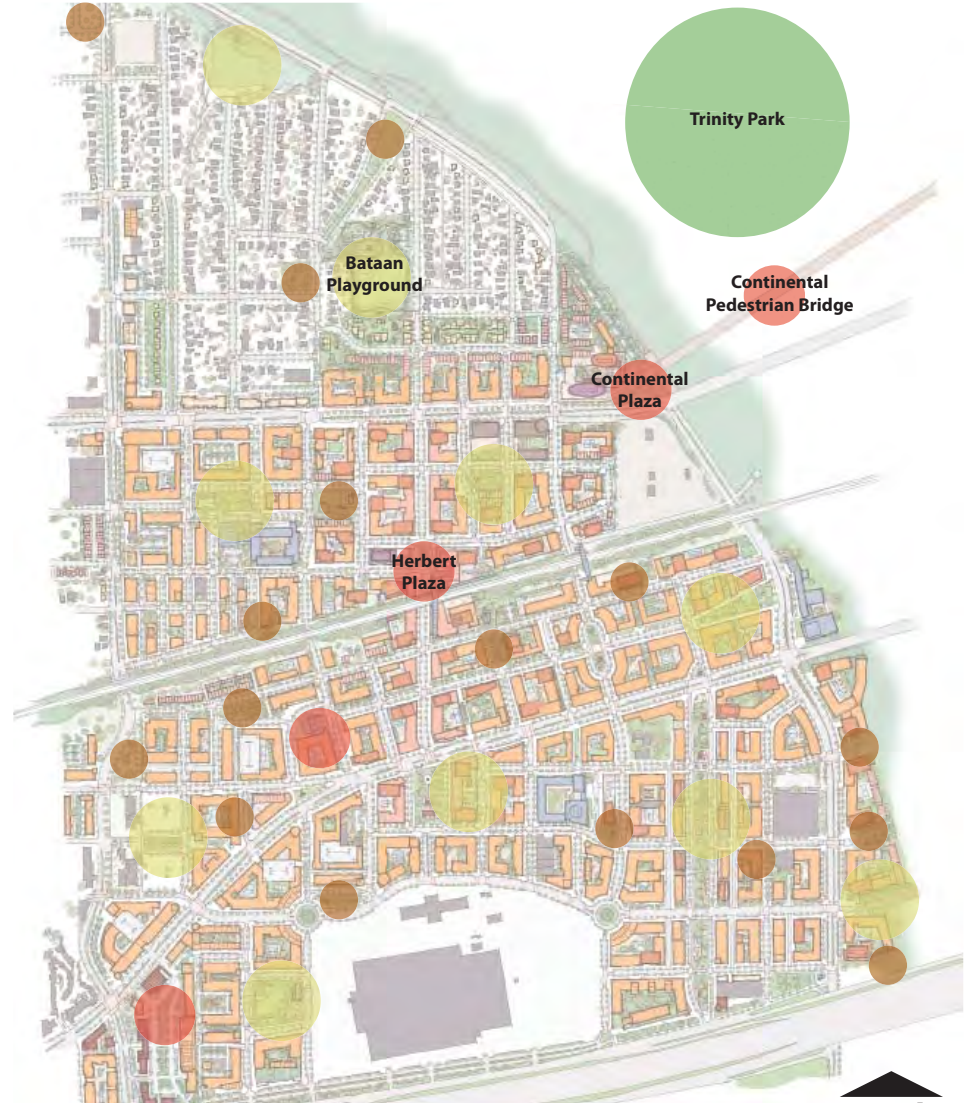 Trinity Park
Bataan
Playground
Continental
Pedestrian Bridge
Continental
Plaza
Herbert
Plaza